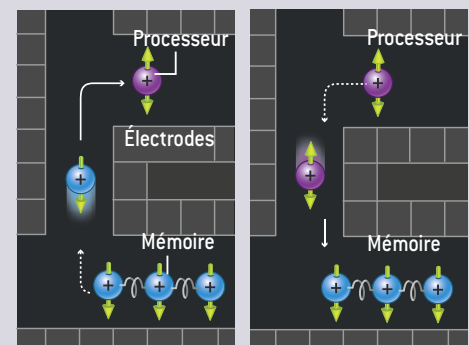 Processeur
Électrodes
Mémoire
Processeur
Mémoire